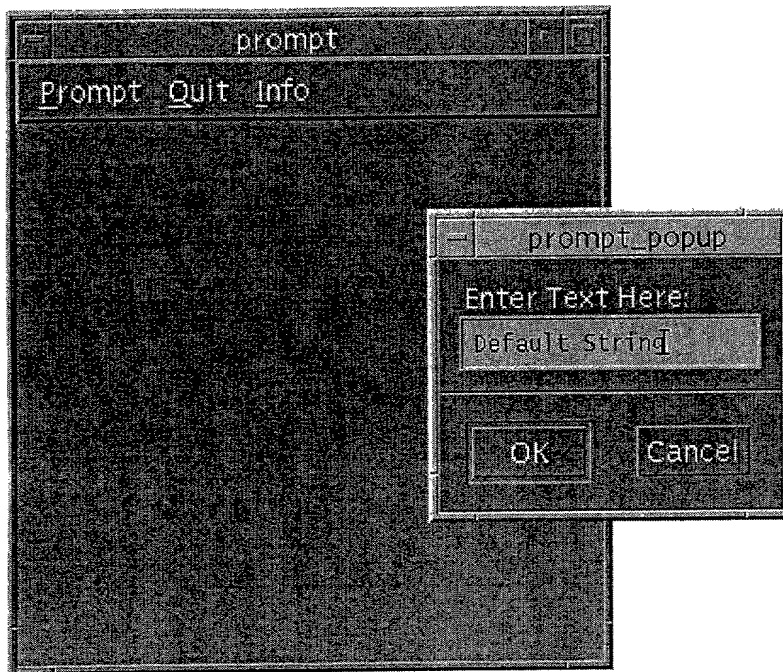 prompt
Prompt Quit Info
prompt_popup
Enter Text Here:
Default String
OK Cancel